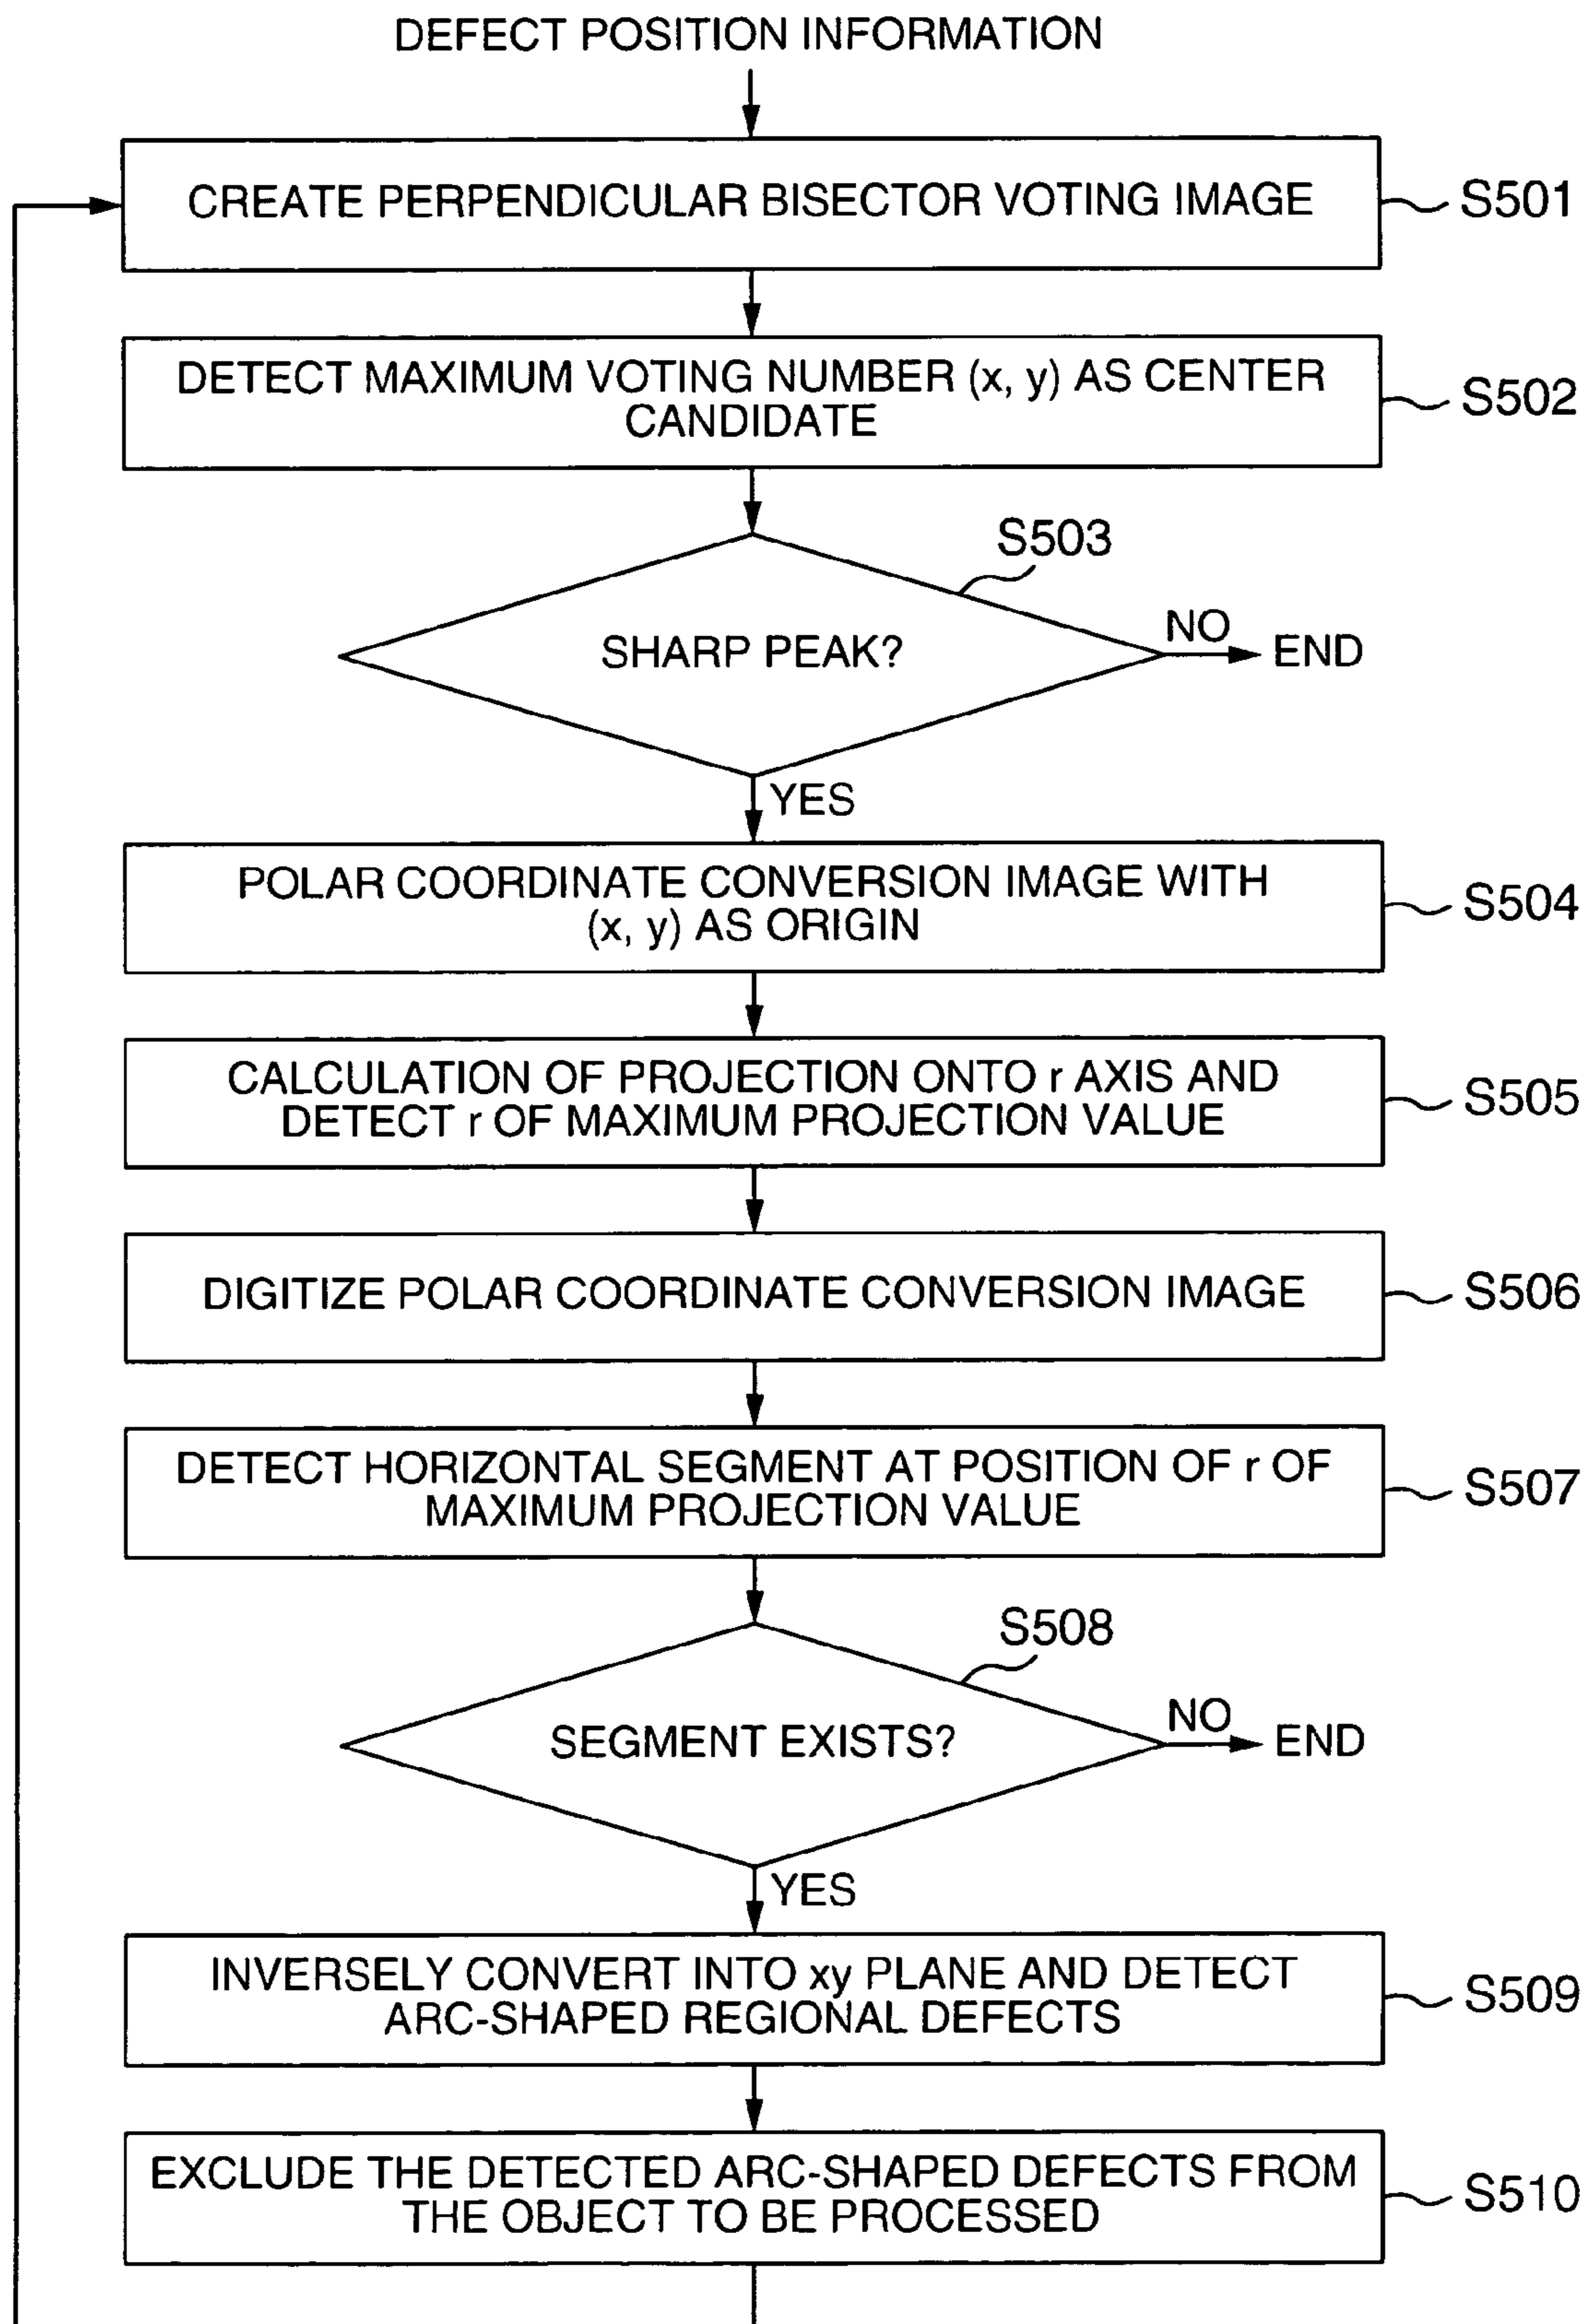 DEFECT POSITION INFORMATION
CREATE PERPENDICULAR BISECTOR VOTING IMAGE
S501
DETECT MAXIMUM VOTING NUMBER (x, y) AS CENTER
CANDIDATE
S502
S503
SHARP PEAK?
NO
END
YES
POLAR COORDINATE CONVERSION IMAGE WITH
(x, y) AS ORIGIN
S504
CALCULATION OF PROJECTION ONTO r AXIS AND
DETECT r OF MAXIMUM PROJECTION VALUE
S505
DIGITIZE POLAR COORDINATE CONVERSION IMAGE
S506
DETECT HORIZONTAL SEGMENT AT POSITION OF r OF
MAXIMUM PROJECTION VALUE
S507
S508
SEGMENT EXISTS?
NO
END
YES
INVERSELY CONVERT INTO xy PLANE AND DETECT
ARC-SHAPED REGIONAL DEFECTS
S509
EXCLUDE THE DETECTED ARC-SHAPED DEFECTS FROM
THE OBJECT TO BE PROCESSED
S510